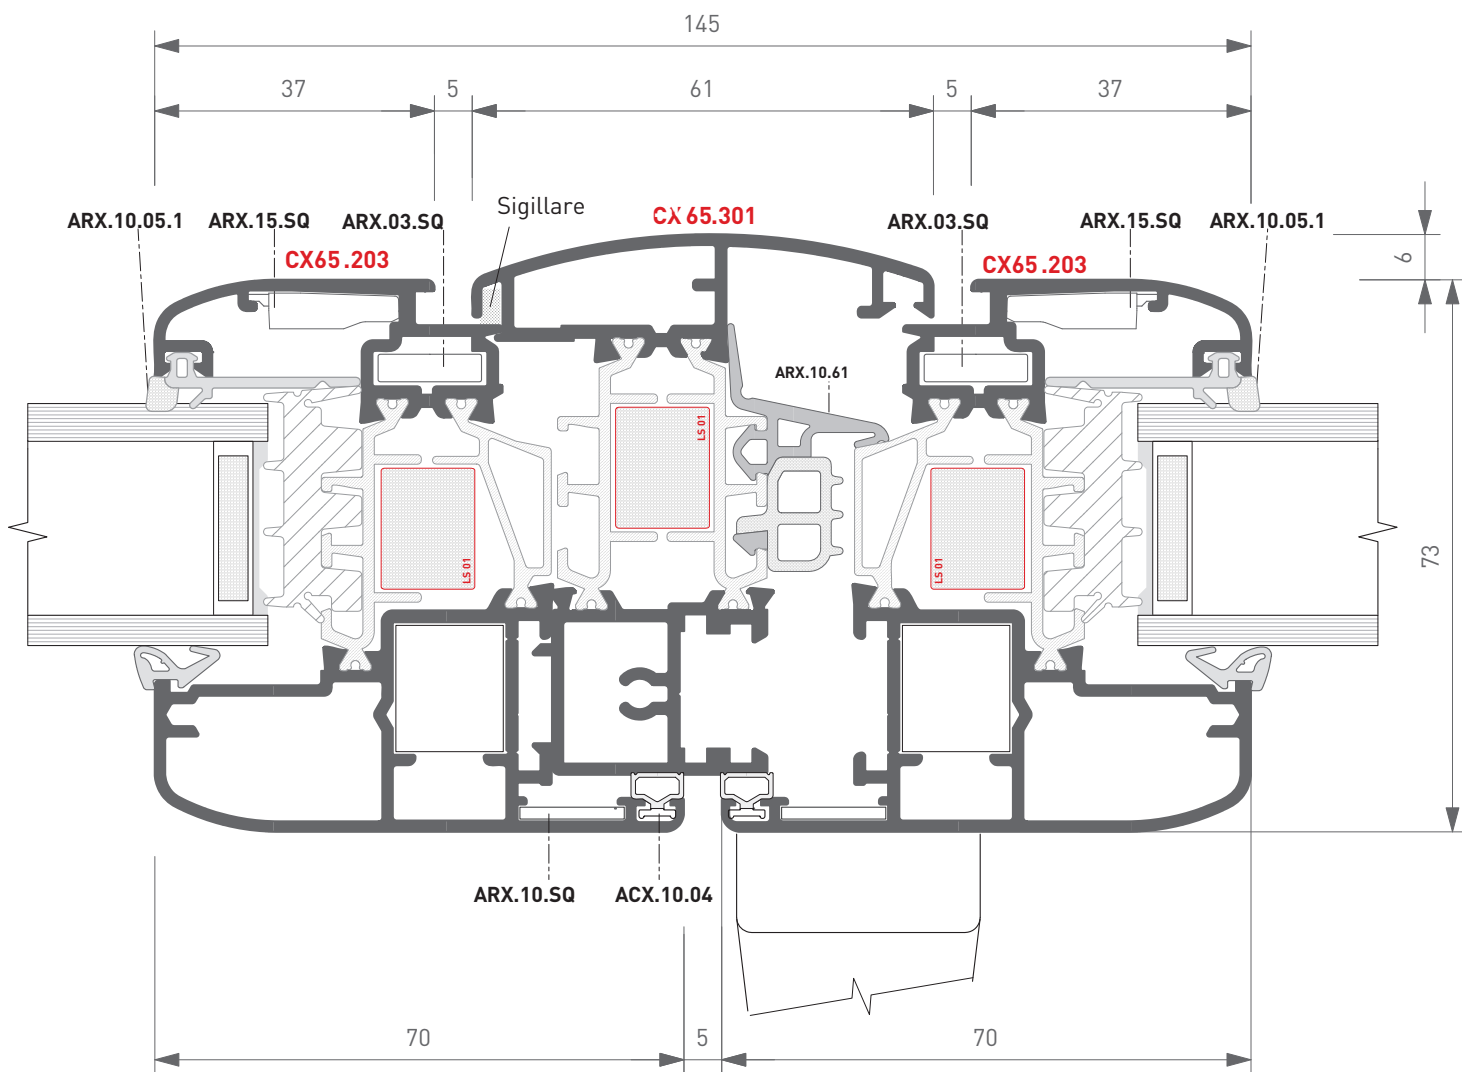 145
37 5 61 5 37
ARX.10.05.1 ARX.15.SQ ARX.03.SQ Sigillare CX 65.301 ARX.03.SQ ARX.15.SQ ARX.10.05.1
CX65.203 CX65.203
6
ARX.10.61
LS 01
LS 01
LS 01
73
ARX.10.SQ ACX.10.04
70 5 70